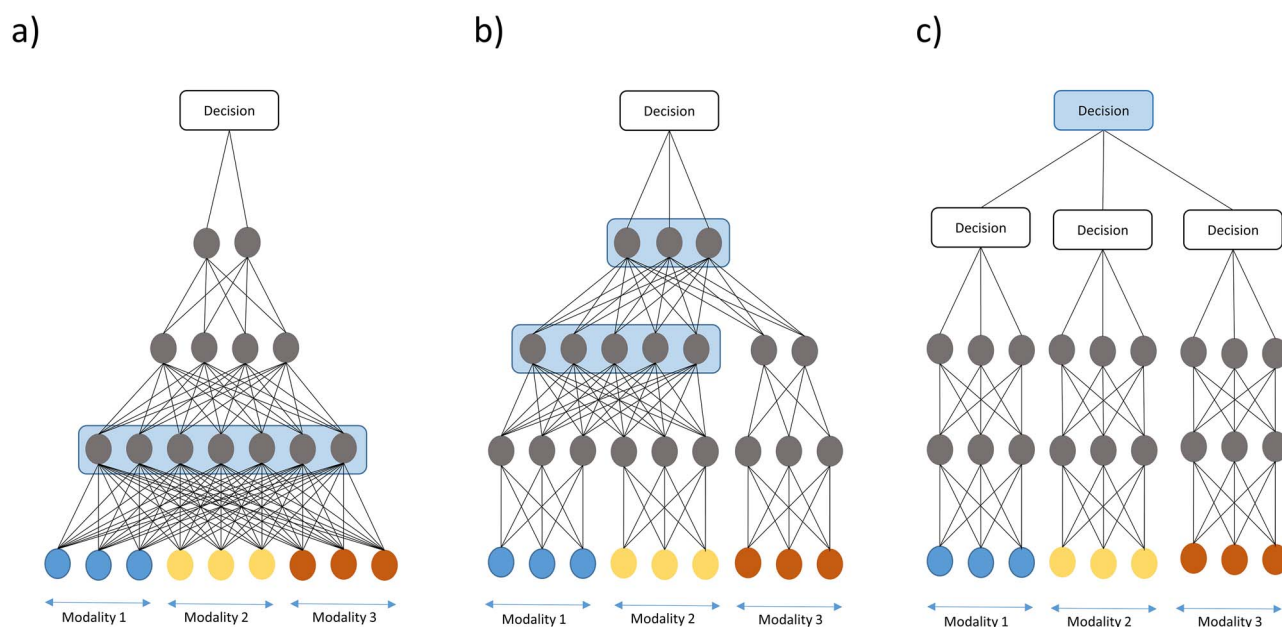 a)
b)
c)
Decision
Decision
Decision
Decision
Decision
Decision
Modality 1
Modality 2
Modality 3
Modality 1
Modality 2
Modality 3
Modality 1
Modality 2
Modality 3